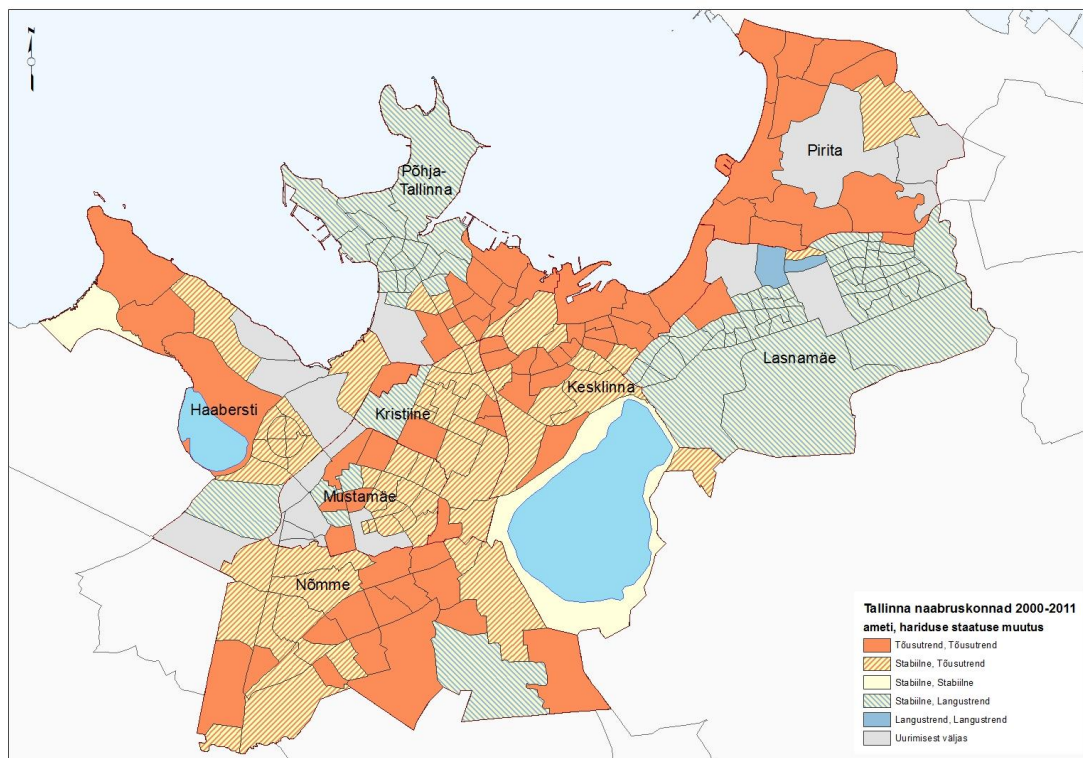 N
Pirita
Põhja-
Tallinna
Lasnamäe
Kesklinna
Haabersti
Kristiine
Mustamäe
Nõmme
Tallinna naabruskonnad 2000-2011
ameti, hariduse staatuse muutus
Tõusutrend, Tõusutrend
Stabiilne, Tõusutrend
Stabiilne, Stabiilne
Stabiilne, Langustrend
Langustrend, Langustrend
Uurimisest väljas